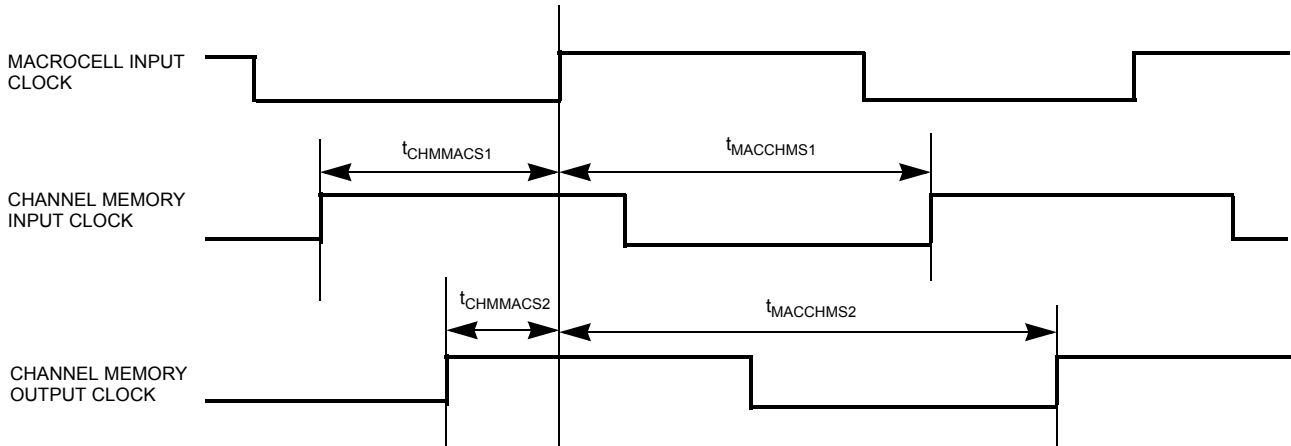 MACROCELL INPUT
CLOCK
tCHMMACS1
tMACCHMS1
CHANNEL MEMORY
INPUT CLOCK
tCHMMACS2
tMACCHMS2
CHANNEL MEMORY
OUTPUT CLOCK